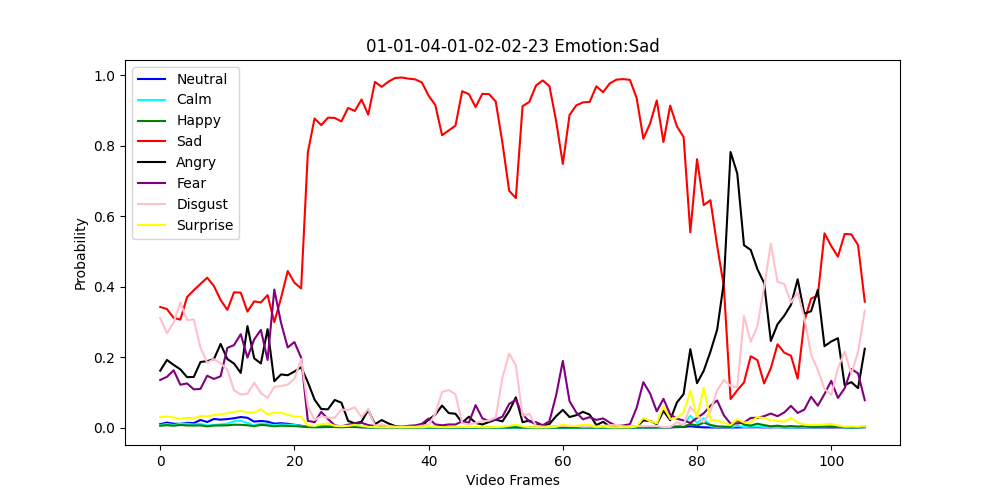 01-01-04-01-02-02-23 Emotion:Sad
1.0
0.8
0.6
0.4
0.2
0.0
Probability
Neutral
Calm
Happy
Sad
Angry
Fear
Disgust
Surprise
0 20 40 60 80 100
Video Frames